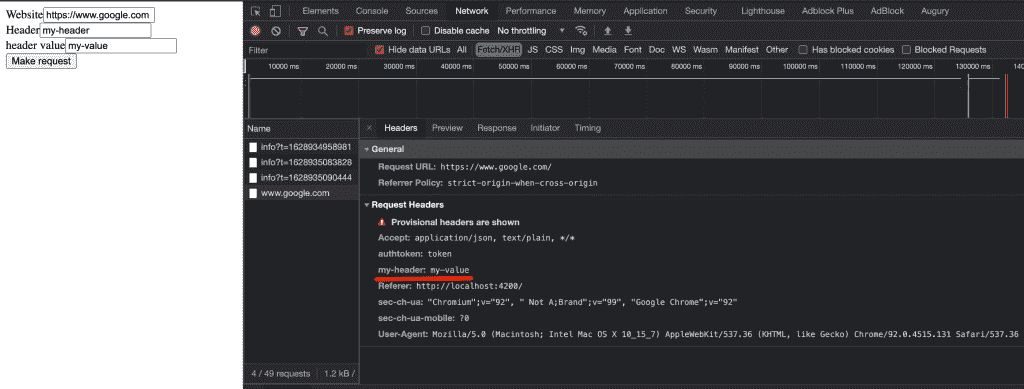 Website https://www.google.com
Header my-header
header value my-value
Make request
Elements Console Sources Network Performance Memory Application Security Lighthouse Adblock Plus AdBlock Augury
Preserve log Disable cache No throttling
Filter Hide data URLs All Fetch/XHR JS CSS Img Media Font Doc WS Wasm Manifest Other Has blocked cookies Blocked Requests
10000 ms 20000 ms 30000 ms 40000 ms 50000 ms 60000 ms 70000 ms 80000 ms 90000 ms 100000 ms 110000 ms 120000 ms 130000 ms 140
Name
info?t=1628934958981
info?t=1628935083828
info?t=1628935090444
www.google.com
4 / 49 requests 1.2 kB /
× Headers Preview Response Initiator Timing
General
Request URL: https://www.google.com/
Referrer Policy: strict-origin-when-cross-origin
Request Headers
Provisional headers are shown
Accept: application/json, text/plain, */*
authtoken: token
my-header: my-value
Referer: http://localhost:4200/
sec-ch-ua: "Chromium";v="92", " Not A;Brand";v="99", "Google Chrome";v="92"
sec-ch-ua-mobile: ?0
User-Agent: Mozilla/5.0 (Macintosh; Intel Mac OS X 10_15_7) AppleWebKit/537.36 (KHTML, like Gecko) Chrome/92.0.4515.131 Safari/537.36